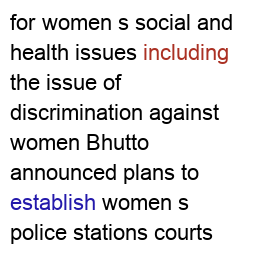 for women s social and
health issues including
the issue of
discrimination against
women Bhutto
announced plans to
establish women s
police stations courts